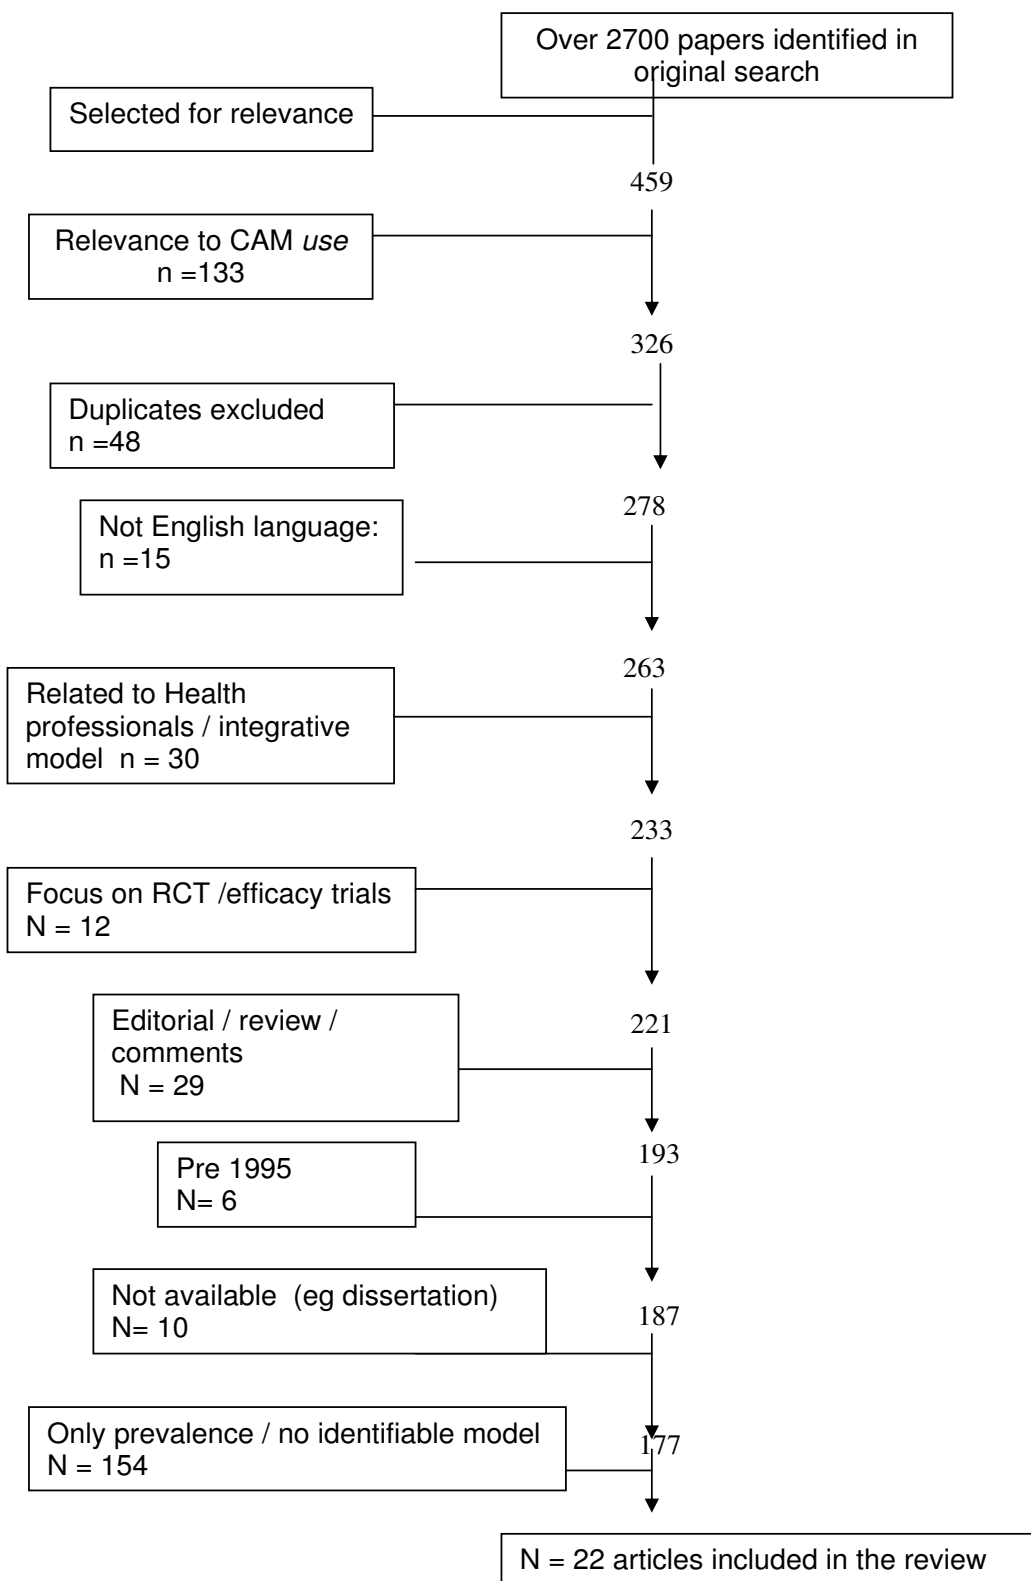 Over 2700 papers identified in
original search
Selected for relevance
459
Relevance to CAM use
n =133
326
Duplicates excluded
n =48
278
Not English language:
n =15
263
Related to Health
professionals / integrative
model  n = 30
233
Focus on RCT /efficacy trials
N = 12
221
Editorial / review /
comments
N = 29
193
Pre 1995
N= 6
187
Not available  (eg dissertation)
N= 10
177
Only prevalence / no identifiable model
N = 154
N = 22 articles included in the review